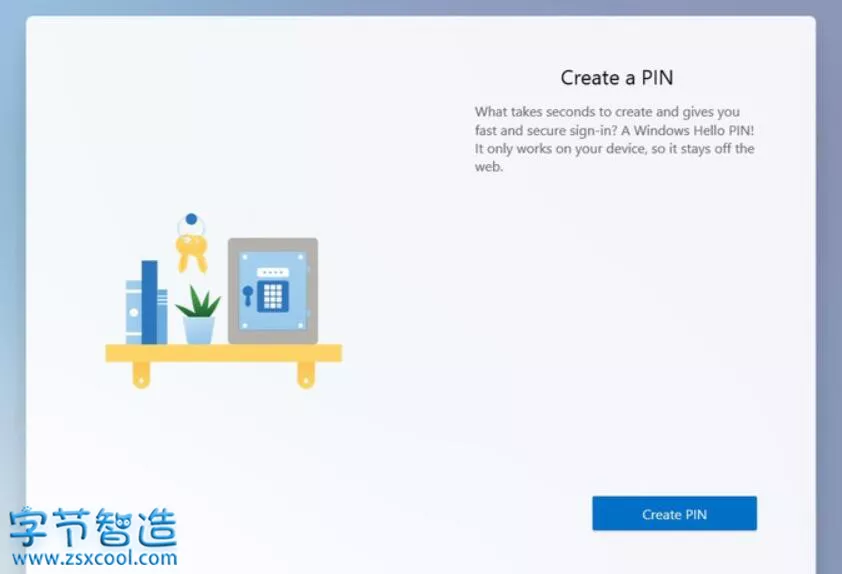 Create a PIN
What takes seconds to create and gives you
fast and secure sign-in? A Windows Hello PIN!
It only works on your device, so it stays off the
web.
Create PIN
字节智造
www.zsxcool.com